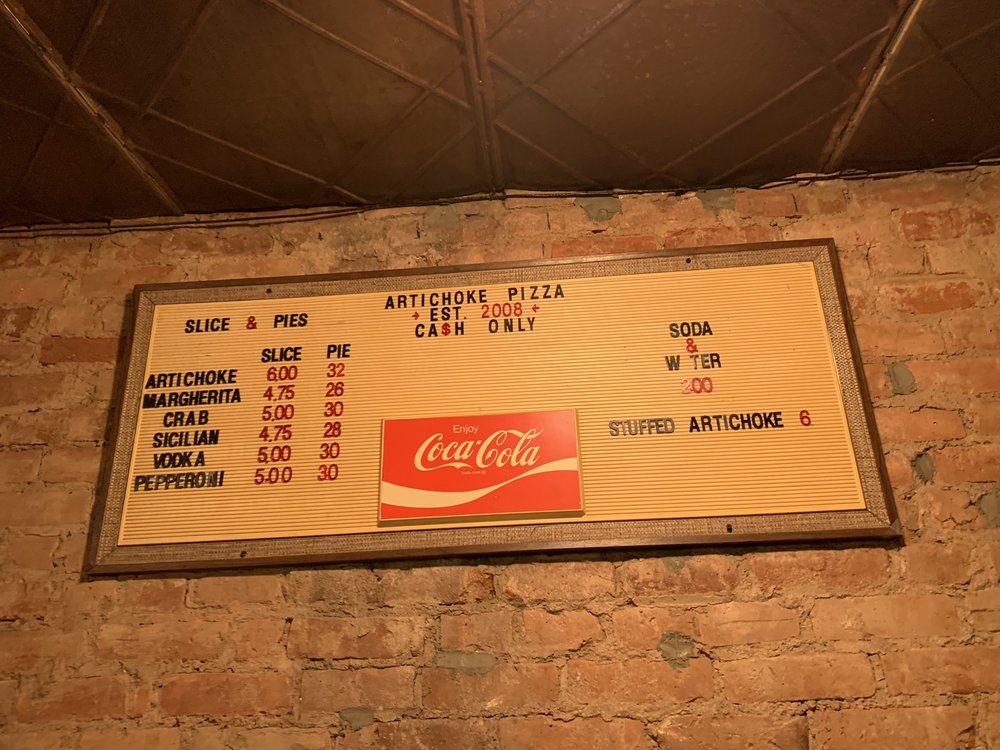 ARTICHOKE PIZZA
EST. 2008
CA$H ONLY
SLICE & PIES
SLICE PIE
ARTICHOKE 6.00 32
MARGHERITA 4.75 26
CRAB 5.00 30
SICILIAN 4.75 28
VODKA 5.00 30
PEPPERONI 5.00 30
Enjoy
Coca-Cola
SODA
&
W TER
2.00
STUFFED ARTICHOKE 6